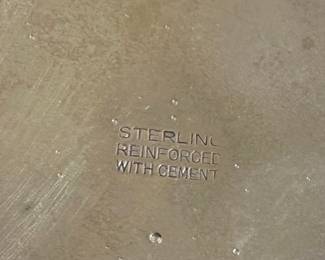 STERLING
REINFORCED
WITH CEMENT